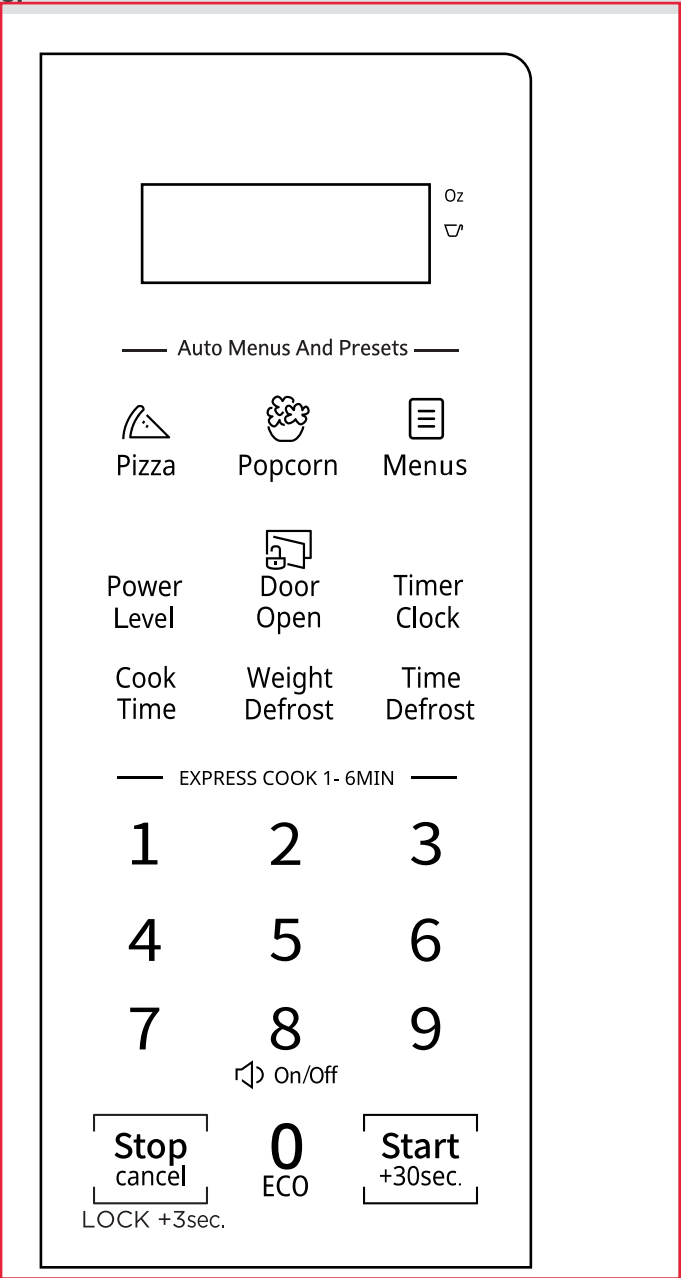 Oz
Auto Menus And Presets
Pizza Popcorn Menus
Power Door Timer
Level Open Clock
Cook Weight Time
Time Defrost Defrost
EXPRESS COOK 1- 6MIN
1 2 3
4 5 6
7 8 9
On/Off
Stop 0 Start
cancel ECO +30sec.
LOCK +3sec.